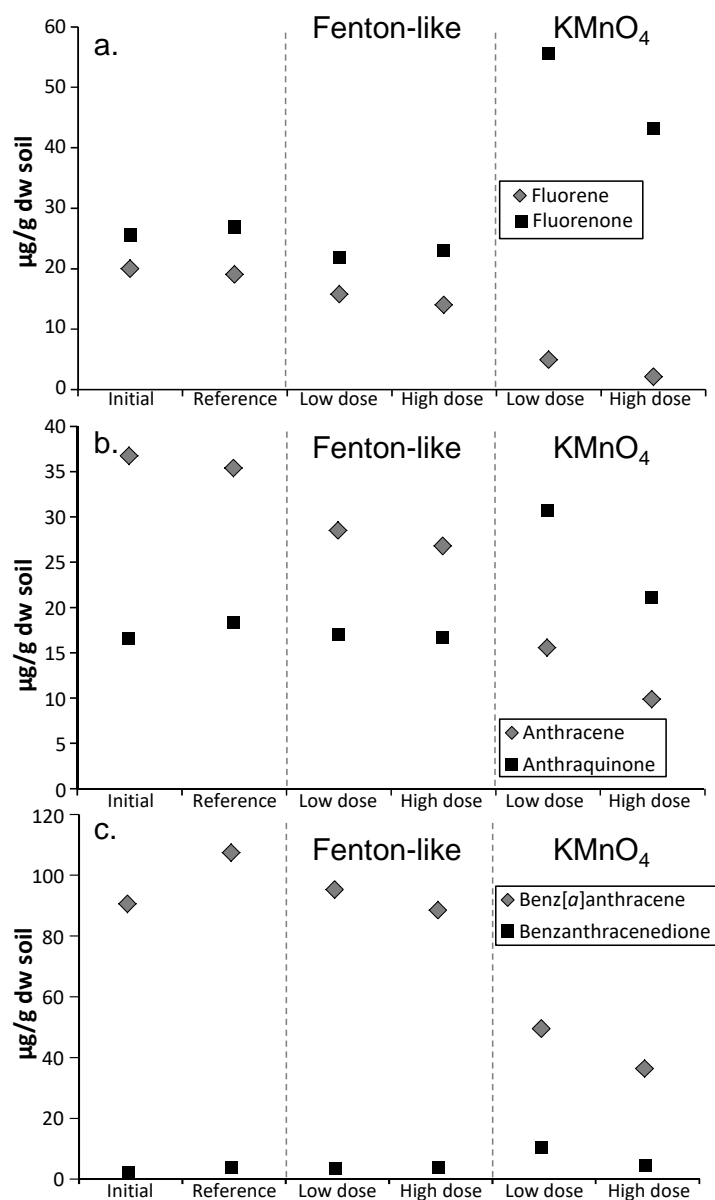 a.
Fenton-like
KMnO4
60
50
40
30
20
10
0
µg/g dw soil
Fluorene
Fluorenone
Initial
Reference
Low dose
High dose
Low dose
High dose
b.
Fenton-like
KMnO4
40
35
30
25
20
15
10
5
0
µg/g dw soil
Anthracene
Anthraquinone
Initial
Reference
Low dose
High dose
Low dose
High dose
c.
Fenton-like
KMnO4
120
100
80
60
40
20
0
µg/g dw soil
Benz[a]anthracene
Benzanthracenedione
Initial
Reference
Low dose
High dose
Low dose
High dose